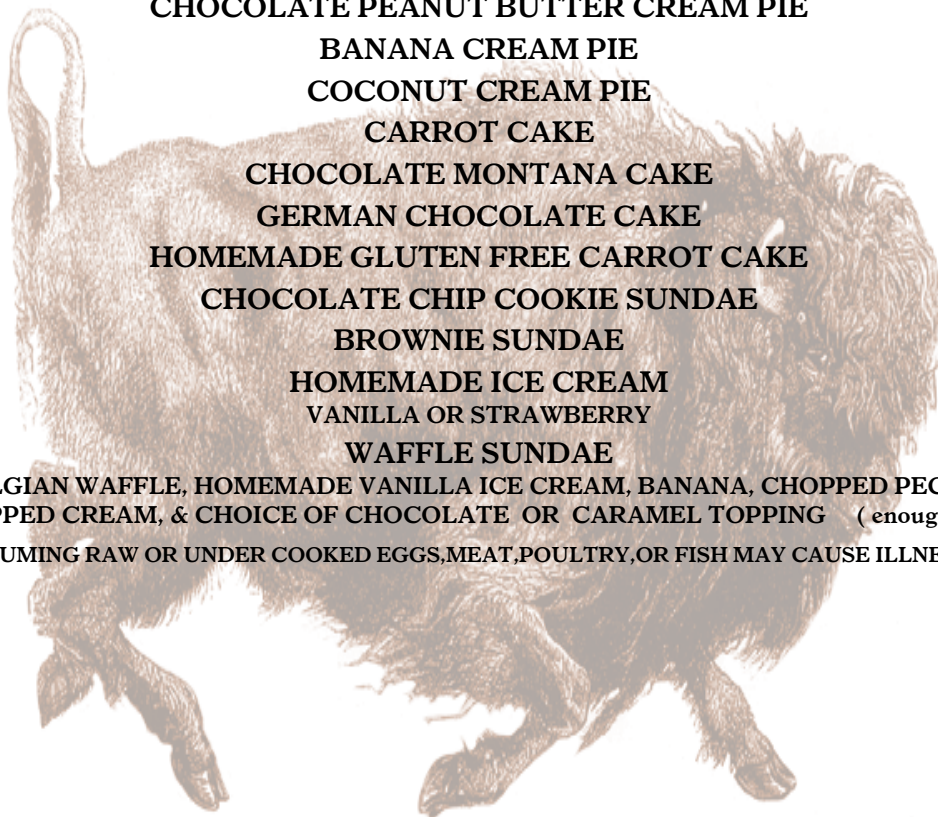 CHOCOLATE PEANUT BUTTER CREAM PIE
BANANA CREAM PIE
COCONUT CREAM PIE
CARROT CAKE
CHOCOLATE MONTANA CAKE
GERMAN CHOCOLATE CAKE
HOMEMADE GLUTEN FREE CARROT CAKE
CHOCOLATE CHIP COOKIE SUNDAE
BROWNIE SUNDAE
HOMEMADE ICE CREAM
VANILLA OR STRAWBERRY
WAFFLE SUNDAE
WAFFLE, HOMEMADE VANILLA ICE CREAM, BANANA, CHOPPED
CREAM, & CHOICE OF CHOCOLATE OR CARAMEL TOPPING (
RAW OR UNDER COOKED EGGS,MEAT,POULTRY,OR FISH MAY CAUSE